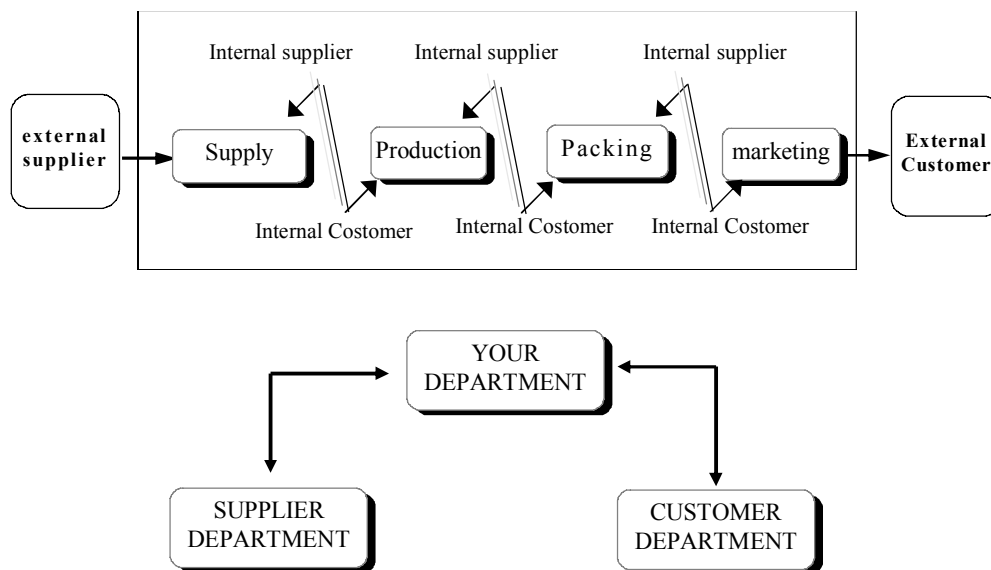 Internal supplier
Internal supplier
Internal supplier
external
supplier
Supply
Production
Packing
marketing
External
Customer
Internal Costomer
Internal Costomer
Internal Costomer
YOUR
DEPARTMENT
SUPPLIER
DEPARTMENT
CUSTOMER
DEPARTMENT